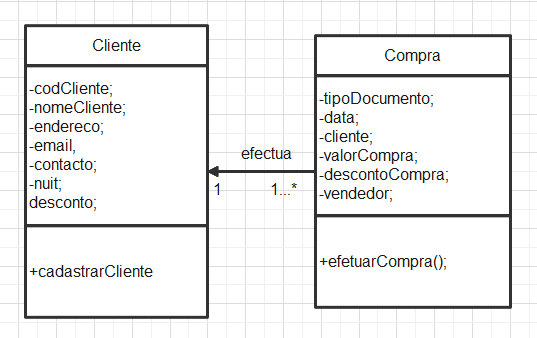 Cliente
-codCliente;
-nomeCliente;
-endereco;
-email,
-contacto;
-nuit;
desconto;
+cadastrarCliente
efectua
1
1...*
Compra
-tipoDocumento;
-data;
-cliente;
-valorCompra;
-descontoCompra;
-vendedor;
+efetuarCompra();